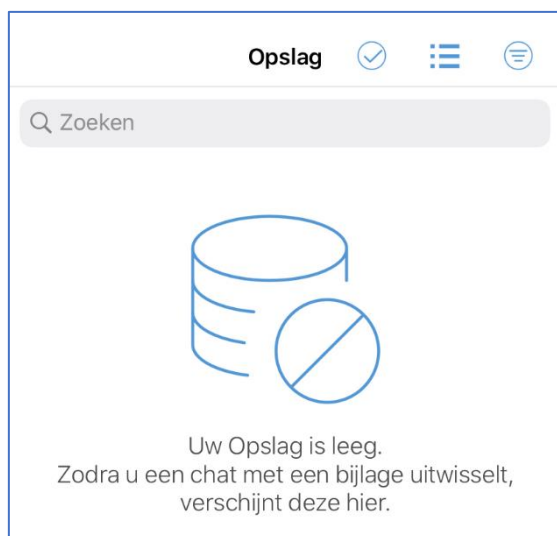 Opslag
Zoeken
Uw Opslag is leeg.
Zodra u een chat met een bijlage uitwisselt,
verschijnt deze hier.